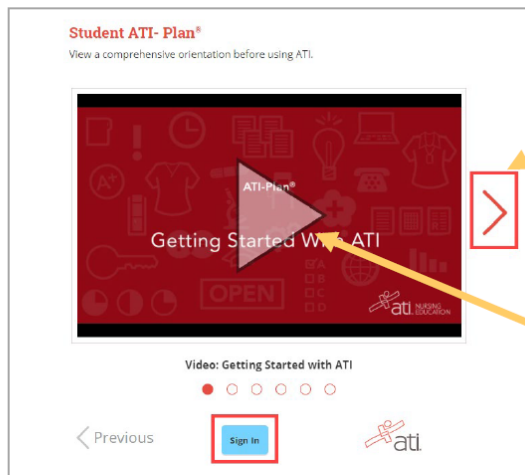 Student ATI- Plan®
View a comprehensive orientation before using ATI.
ATI-Plan®
Getting Started With ATI
A+
A
B
C
D
OPEN
ati NURSING EDUCATION
Video: Getting Started with ATI
Previous
Sign In
ati